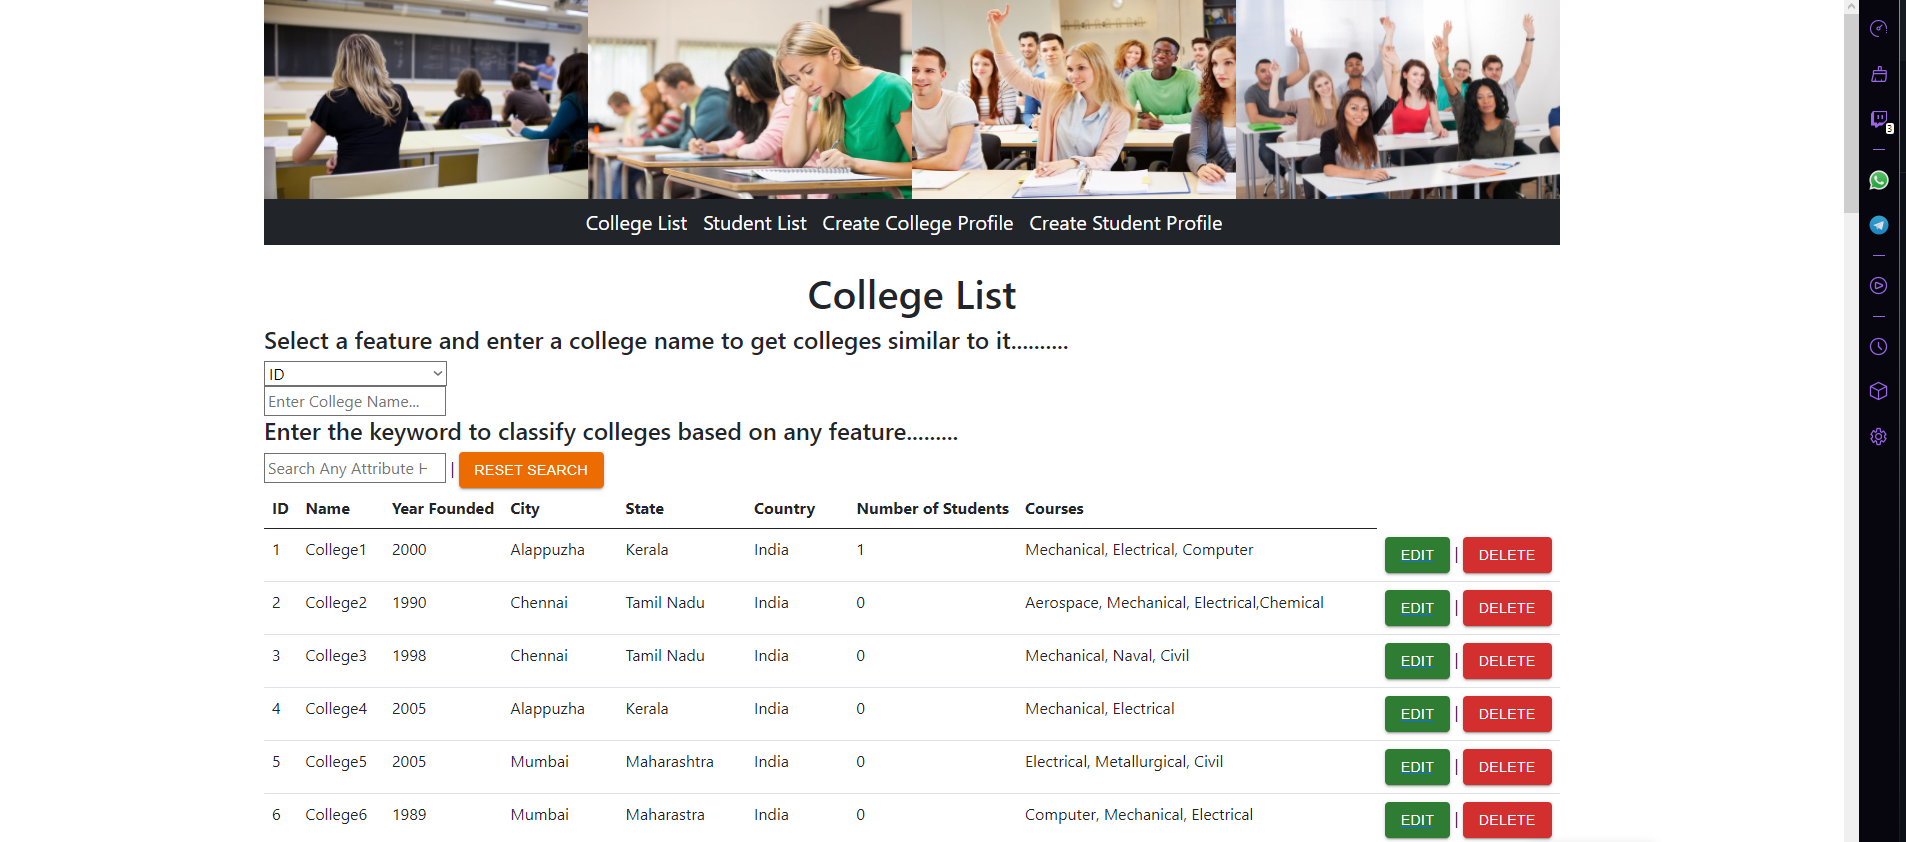 College List Student List Create College Profile Create Student Profile
College List
Select a feature and enter a college name to get colleges similar to it..........
ID
Enter College Name...
Enter the keyword to classify colleges based on any feature.........
Search Any Attribute H | RESET SEARCH
ID Name Year Founded City State Country Number of Students Courses
1 College1 2000 Alappuzha Kerala India 1 Mechanical, Electrical, Computer EDIT | DELETE
2 College2 1990 Chennai Tamil Nadu India 0 Aerospace, Mechanical, Electrical,Chemical EDIT | DELETE
3 College3 1998 Chennai Tamil Nadu India 0 Mechanical, Naval, Civil EDIT | DELETE
4 College4 2005 Alappuzha Kerala India 0 Mechanical, Electrical EDIT | DELETE
5 College5 2005 Mumbai Maharashtra India 0 Electrical, Metallurgical, Civil EDIT | DELETE
6 College6 1989 Mumbai Maharastra India 0 Computer, Mechanical, Electrical EDIT | DELETE
3